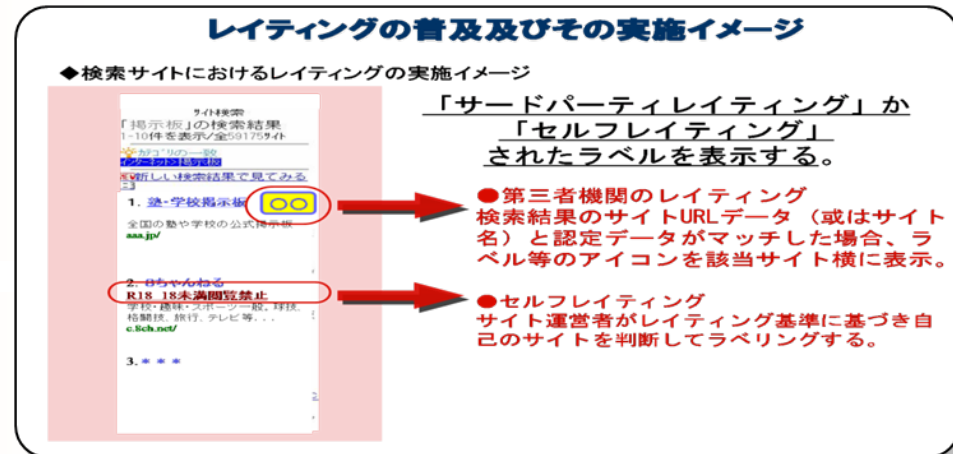 レイティングの普及及びその実施イメージ
◆検索サイトにおけるレイティングの実施イメージ
サイト検索
「掲示板」の検索結果
1-10件を表示/全59175サイト
カテゴリの一致
インターネット>掲示板
新しい検索結果で見てみる
1. 塾・学校掲示板 ○○
全国の塾や学校の公式掲示板
aaa.jp/
2. 8ちゃんねる
R18 18未満閲覧禁止
学校・趣味・スポーツ一般, 球技,
格闘技, 旅行, テレビ等...
c.8ch.net/
3. * * *
「サードパーティレイティング」か
「セルフレイティング」
されたラベルを表示する。
●第三者機関のレイティング
検索結果のサイトURLデータ（或はサイト
名）と認定データがマッチした場合、ラ
ベル等のアイコンを該当サイト横に表示。
●セルフレイティング
サイト運営者がレイティング基準に基づき自
己のサイトを判断してラベリングする。